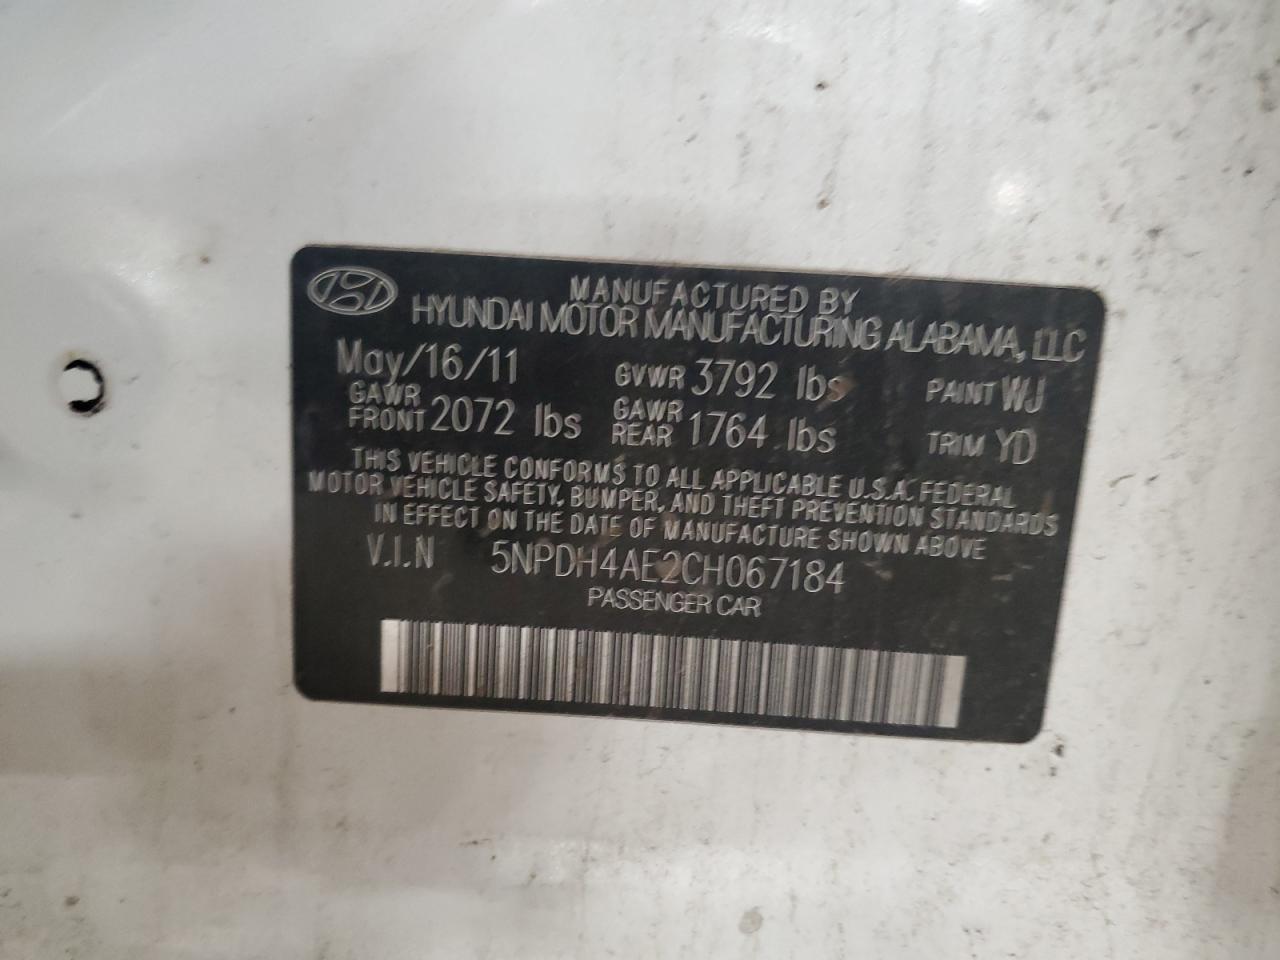 MANUFACTURED BY
HYUNDAI MOTOR MANUFACTURING ALABAMA, LLC
May/16/11 GVWR 3792 lbs PAINT WJ
GAWR FRONT 2072 lbs GAWR REAR 1764 lbs TRIM YD
THIS VEHICLE CONFORMS TO ALL APPLICABLE U.S.A. FEDERAL
MOTOR VEHICLE SAFETY, BUMPER, AND THEFT PREVENTION STANDARDS
IN EFFECT ON THE DATE OF MANUFACTURE SHOWN ABOVE
V.I.N 5NPDH4AE2CH067184
PASSENGER CAR